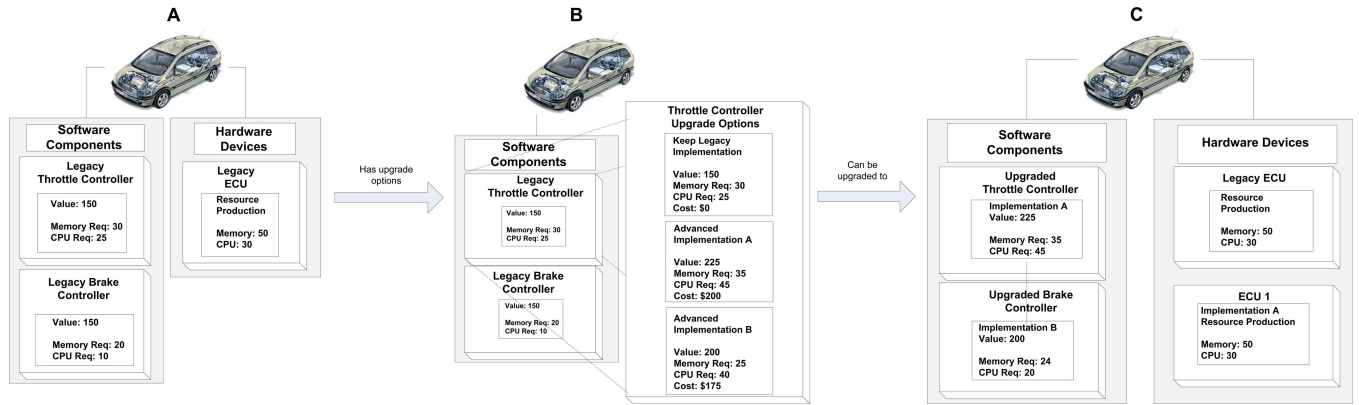 A
Software
Components
Legacy
Throttle Controller
Value: 150
Memory Req: 30
CPU Req: 25
Legacy Brake
Controller
Value: 150
Memory Req: 20
CPU Req: 10
Hardware
Devices
Legacy
ECU
Resource
Production
Memory: 50
CPU: 30
Has upgrade
options
B
Software
Components
Legacy
Throttle Controller
Value: 150
Memory Req: 30
CPU Req: 25
Legacy Brake
Controller
Value: 150
Memory Req: 20
CPU Req: 10
Throttle Controller
Upgrade Options
Keep Legacy
Implementation
Value: 150
Memory Req: 30
CPU Req: 25
Cost: $0
Advanced
Implementation A
Value: 225
Memory Req: 35
CPU Req: 45
Cost: $200
Advanced
Implementation B
Value: 200
Memory Req: 25
CPU Req: 40
Cost: $175
Can be
upgraded to
C
Software
Components
Upgraded
Throttle Controller
Implementation A
Value: 225
Memory Req: 35
CPU Req: 45
Upgraded Brake
Controller
Implementation B
Value: 200
Memory Req: 24
CPU Req: 20
Hardware Devices
Legacy ECU
Resource
Production
Memory: 50
CPU: 30
ECU 1
Implementation A
Resource Production
Memory: 50
CPU: 30